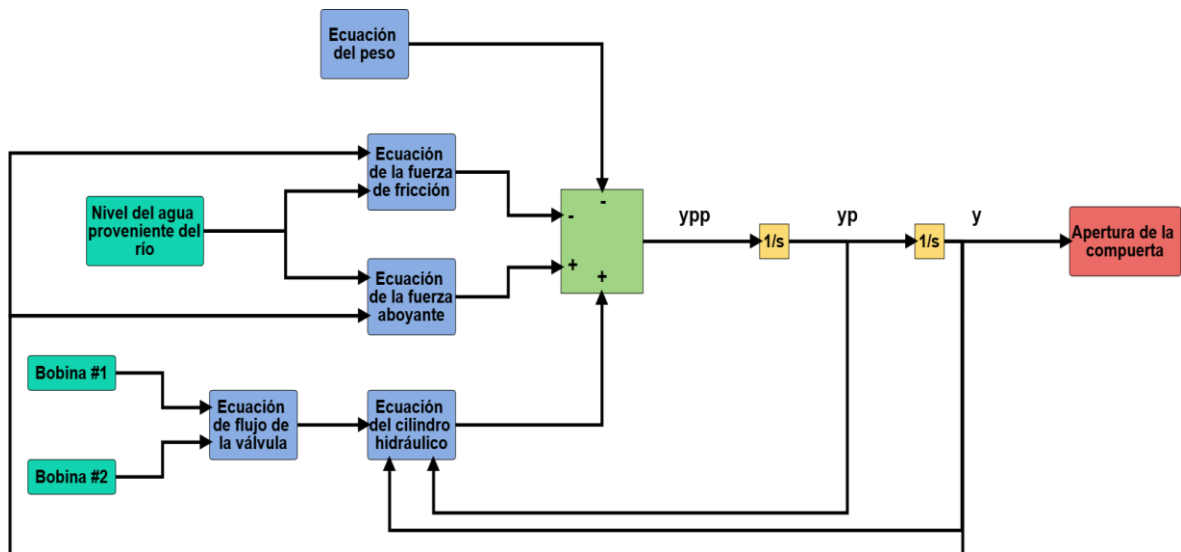 Ecuación
del peso
Ecuación
de la fuerza
de fricción
Nivel del agua
proveniente del
río
-
-
+
+
ypp
1/s
yp
1/s
y
Apertura de la
compuerta
Ecuación
de la fuerza
aboyante
Bobina #1
Ecuación
de flujo de
la válvula
Ecuación
del cilindro
hidráulico
Bobina #2